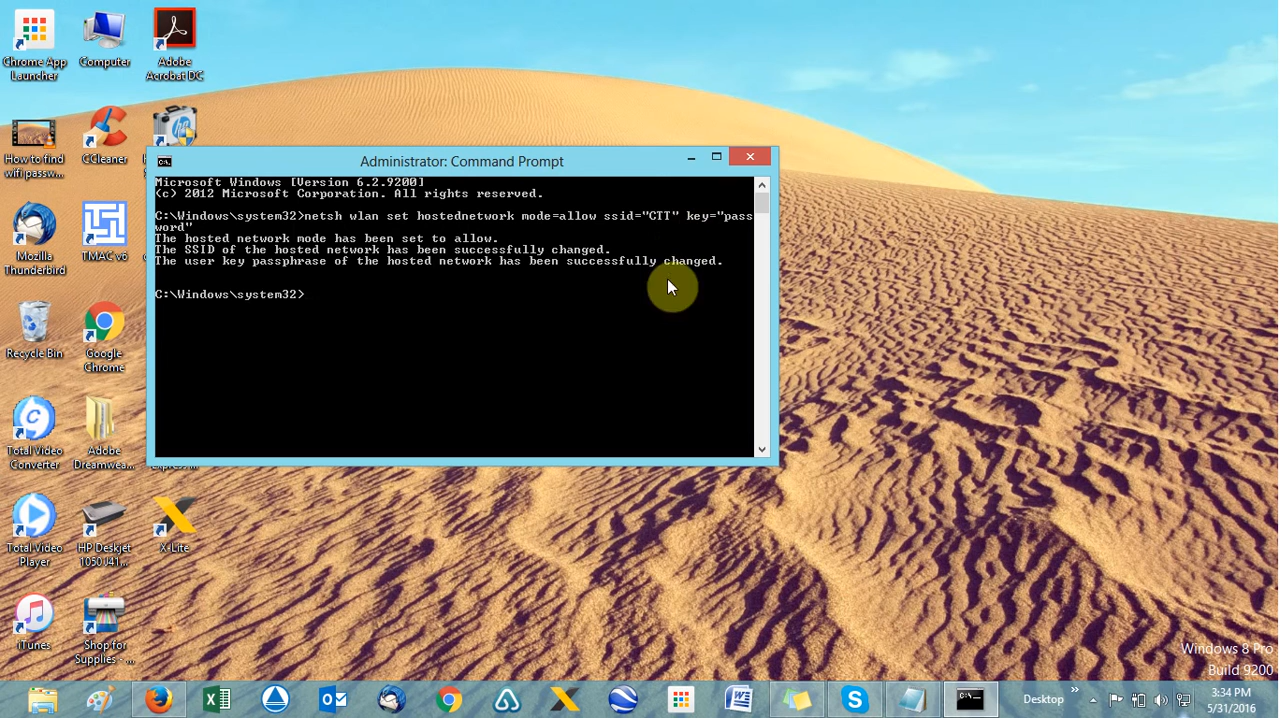 Chrome App
Launcher
Computer
Adobe
Acrobat DC
How to find
wifi passw...
CCleaner
Mozilla
Thunderbird
TMAC v6
Recycle Bin
Google
Chrome
Total Video
Converter
Adobe
Dreamwea...
Total Video
Player
HP Deskjet
1050 J41...
X-Lite
iTunes
Shop for
Supplies - ...
Administrator: Command Prompt
Microsoft Windows [Version 6.2.9200]
(c) 2012 Microsoft Corporation. All rights reserved.
C:\Windows\system32>netsh wlan set hostednetwork mode=allow ssid="CTT" key="pass
word"
The hosted network mode has been set to allow.
The SSID of the hosted network has been successfully changed.
The user key passphrase of the hosted network has been successfully changed.
C:\Windows\system32>
Windows 8 Pro
Build 9200
Desktop
3:34 PM
5/31/2016